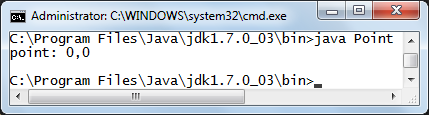 Administrator: C:\WINDOWS\system32\cmd.exe
C:\Program Files\Java\jdk1.7.0_03\bin>java Point
point: 0,0
C:\Program Files\Java\jdk1.7.0_03\bin>